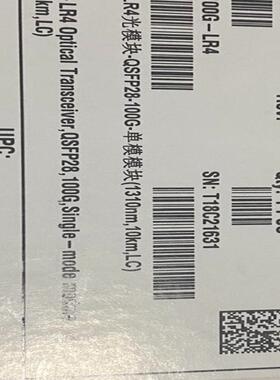 00G-LR4
SN: T18C21631
LR4光模块-QSFP28-100G-单模模块(1310nm,10km,LC)
LR4 Optical Transceiver,QSFP28,100G,Single-mode
km,LC)
UPC: